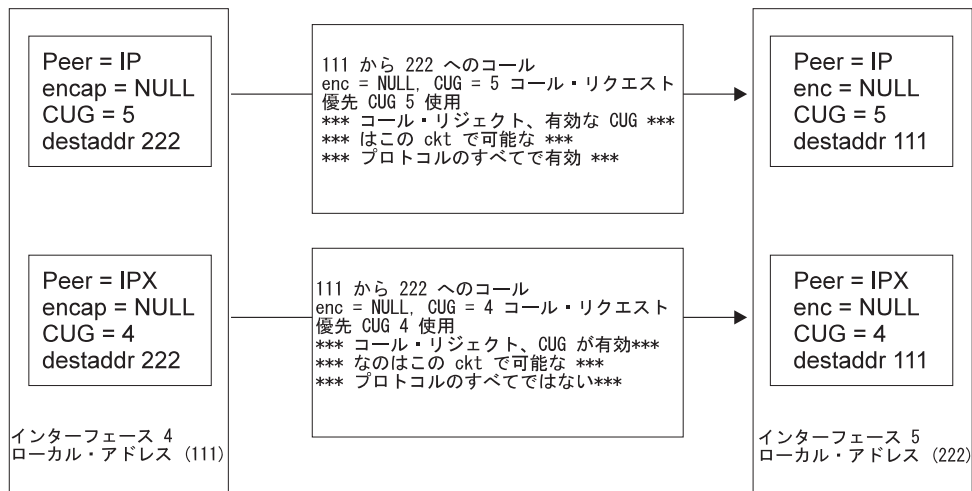 Peer = IP
encap = NULL
CUG = 5
destaddr 222
111 から 222 へのコール
enc = NULL, CUG = 5 コール・リクエスト
優先 CUG 5 使用
*** コール・リジェクト、有効な CUG ***
*** はこの ckt で可能な ***
*** プロトコルのすべてで有効 ***
Peer = IP
enc = NULL
CUG = 5
destaddr 111
Peer = IPX
encap = NULL
CUG = 4
destaddr 222
111 から 222 へのコール
enc = NULL, CUG = 4 コール・リクエスト
優先 CUG 4 使用
*** コール・リジェクト、CUG が有効***
*** なのはこの ckt で可能な ***
*** プロトコルのすべてではない***
Peer = IPX
enc = NULL
CUG = 4
destaddr 111
インターフェース 4
ローカル・アドレス (111)
インターフェース 5
ローカル・アドレス (222)